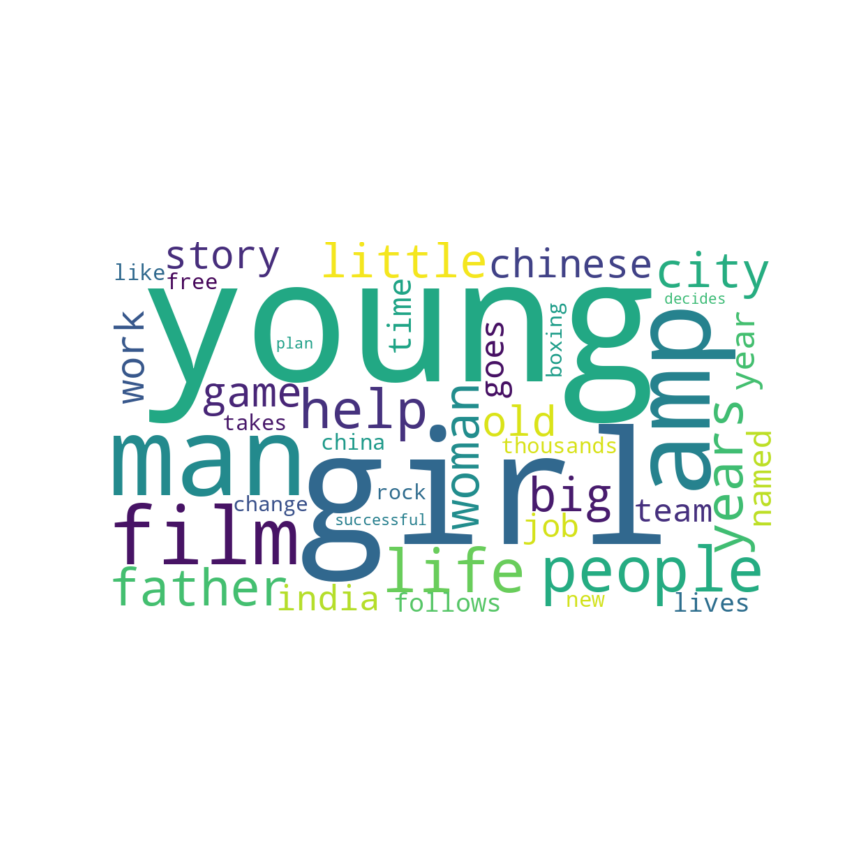 story
little
chinese
city
like
free
young
time
plan
decides
boxing
work
goes
year
amp
game
help
woman
old
takes
man
girl
china
thousands
years
named
big
rock
change
film
successful
job
team
life
people
father
india
follows
new
lives